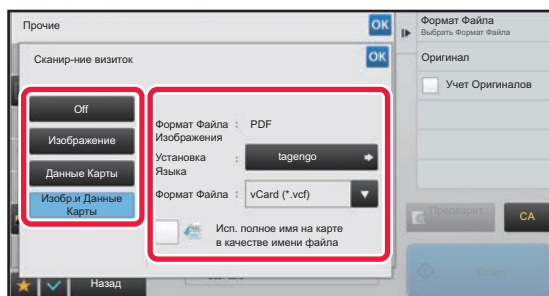 Прочие
OK
Сканир-ние визиток
OK
Off
Изображение
Данные Карты
Изобр.и Данные
Карты
Формат Файла :
Изображения
PDF
Установка :
Языка
tagengo
Формат Файла :
vCard (*.vcf)
Исп. полное имя на карте
в качестве имени файла
Назад
Формат Файла
Выбрать Формат Файла
Оригинал
Учет Оригиналов
Предварит.
CA
Старт